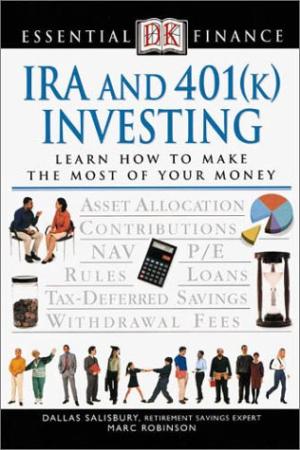 ESSENTIAL DK FINANCE
IRA AND 401(K)
INVESTING
LEARN HOW TO MAKE
THE MOST OF YOUR MONEY
ASSET ALLOCATION
CONTRIBUTIONS
NAV P/E
RULES LOANS
TAX-DEFERRED SAVINGS
WITHDRAWAL FEES
DALLAS SALISBURY, RETIREMENT SAVINGS EXPERT
MARC ROBINSON